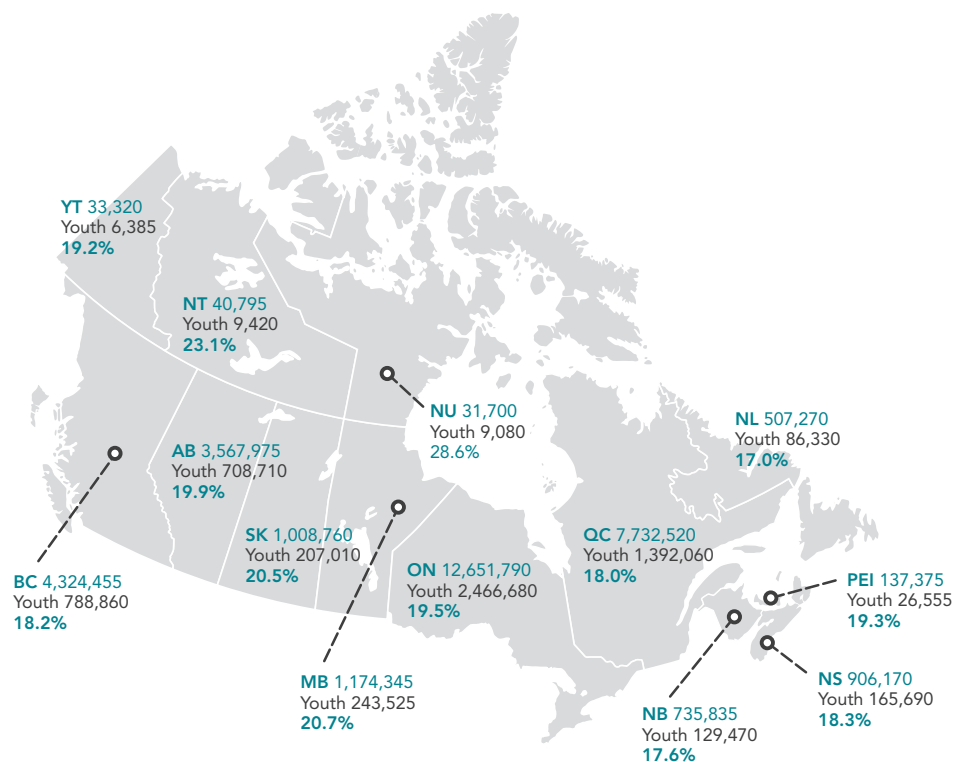 YT 33,320
Youth 6,385
19.2%
NT 40,795
Youth 9,420
23.1%
NU 31,700
Youth 9,080
28.6%
NL 507,270
Youth 86,330
17.0%
AB 3,567,975
Youth 708,710
19.9%
SK 1,008,760
Youth 207,010
20.5%
QC 7,732,520
Youth 1,392,060
18.0%
ON 12,651,790
Youth 2,466,680
19.5%
BC 4,324,455
Youth 788,860
18.2%
PEI 137,375
Youth 26,555
19.3%
MB 1,174,345
Youth 243,525
20.7%
NS 906,170
Youth 165,690
18.3%
NB 735,835
Youth 129,470
17.6%